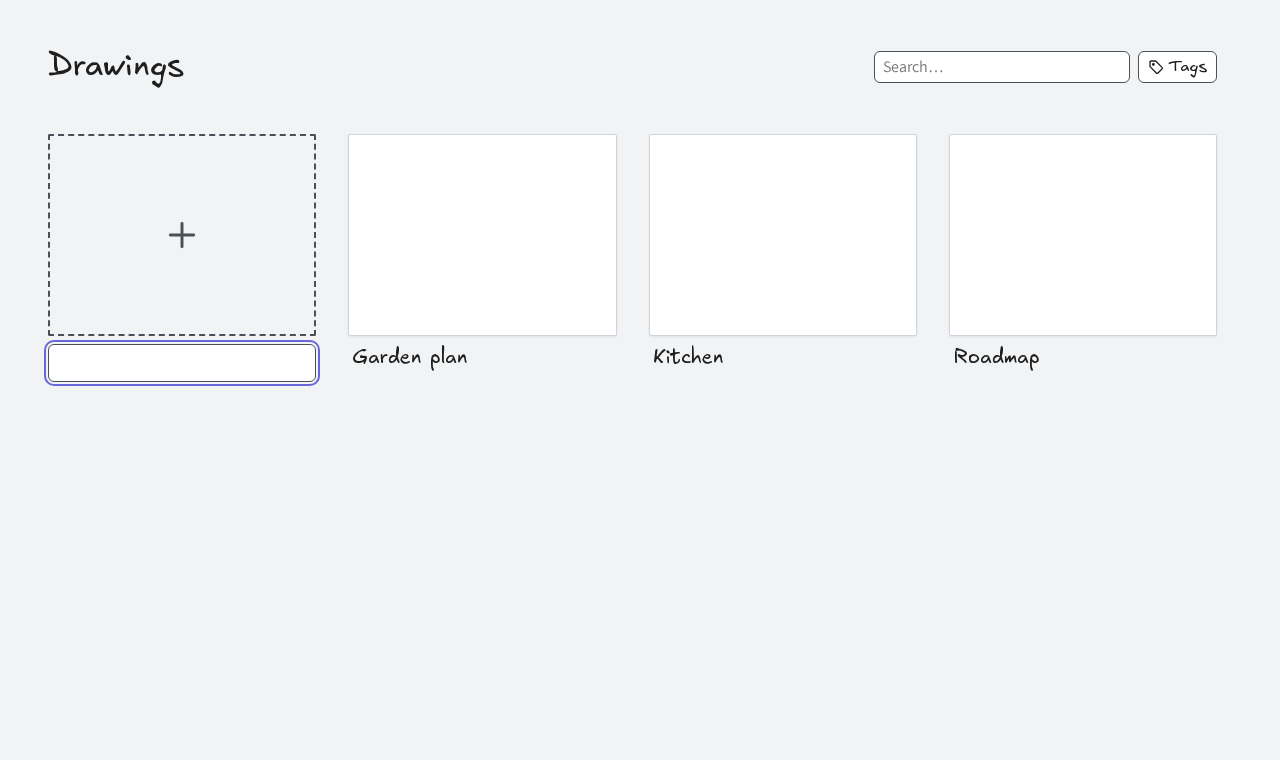 Drawings
Search…
Tags
Garden plan
Kitchen
Roadmap